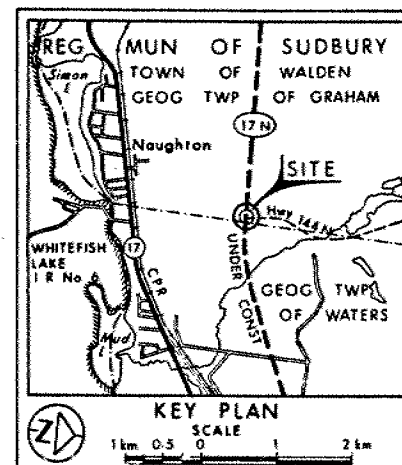 REG MUN OF SUDBURY
TOWN OF WALDEN
GEOG TWP OF GRAHAM
Simon
L
17 N
Naughton
SITE
Hwy 144N
WHITEFISH
LAKE
I R No. 6
17
CPR
UNDER
CONST
GEOG TWP
OF WATERS
Mud
L
KEY PLAN
SCALE
1 km 0.5 0 1 2 km
Z